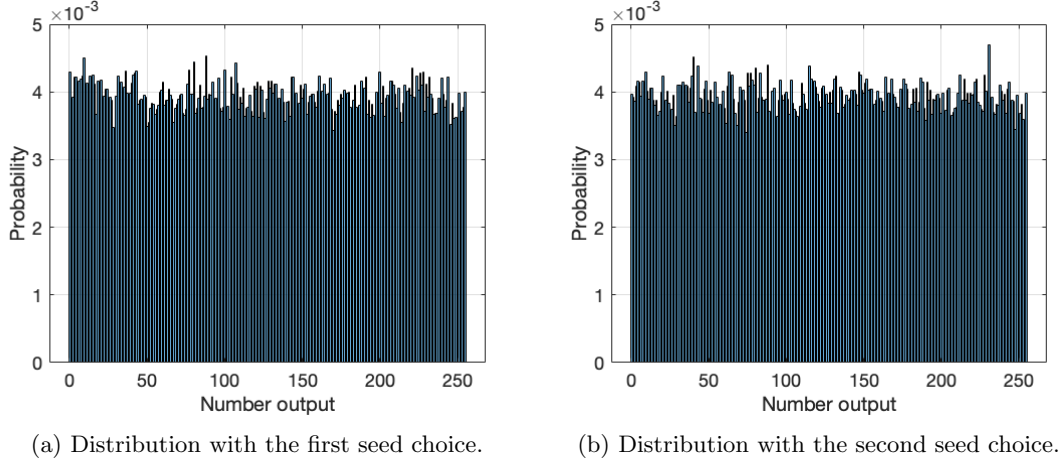 ×10⁻³
5
4
3
2
1
0
Probability
0 50 100 150 200 250
Number output
(a) Distribution with the first seed choice.
×10⁻³
5
4
3
2
1
0
Probability
0 50 100 150 200 250
Number output
(b) Distribution with the second seed choice.